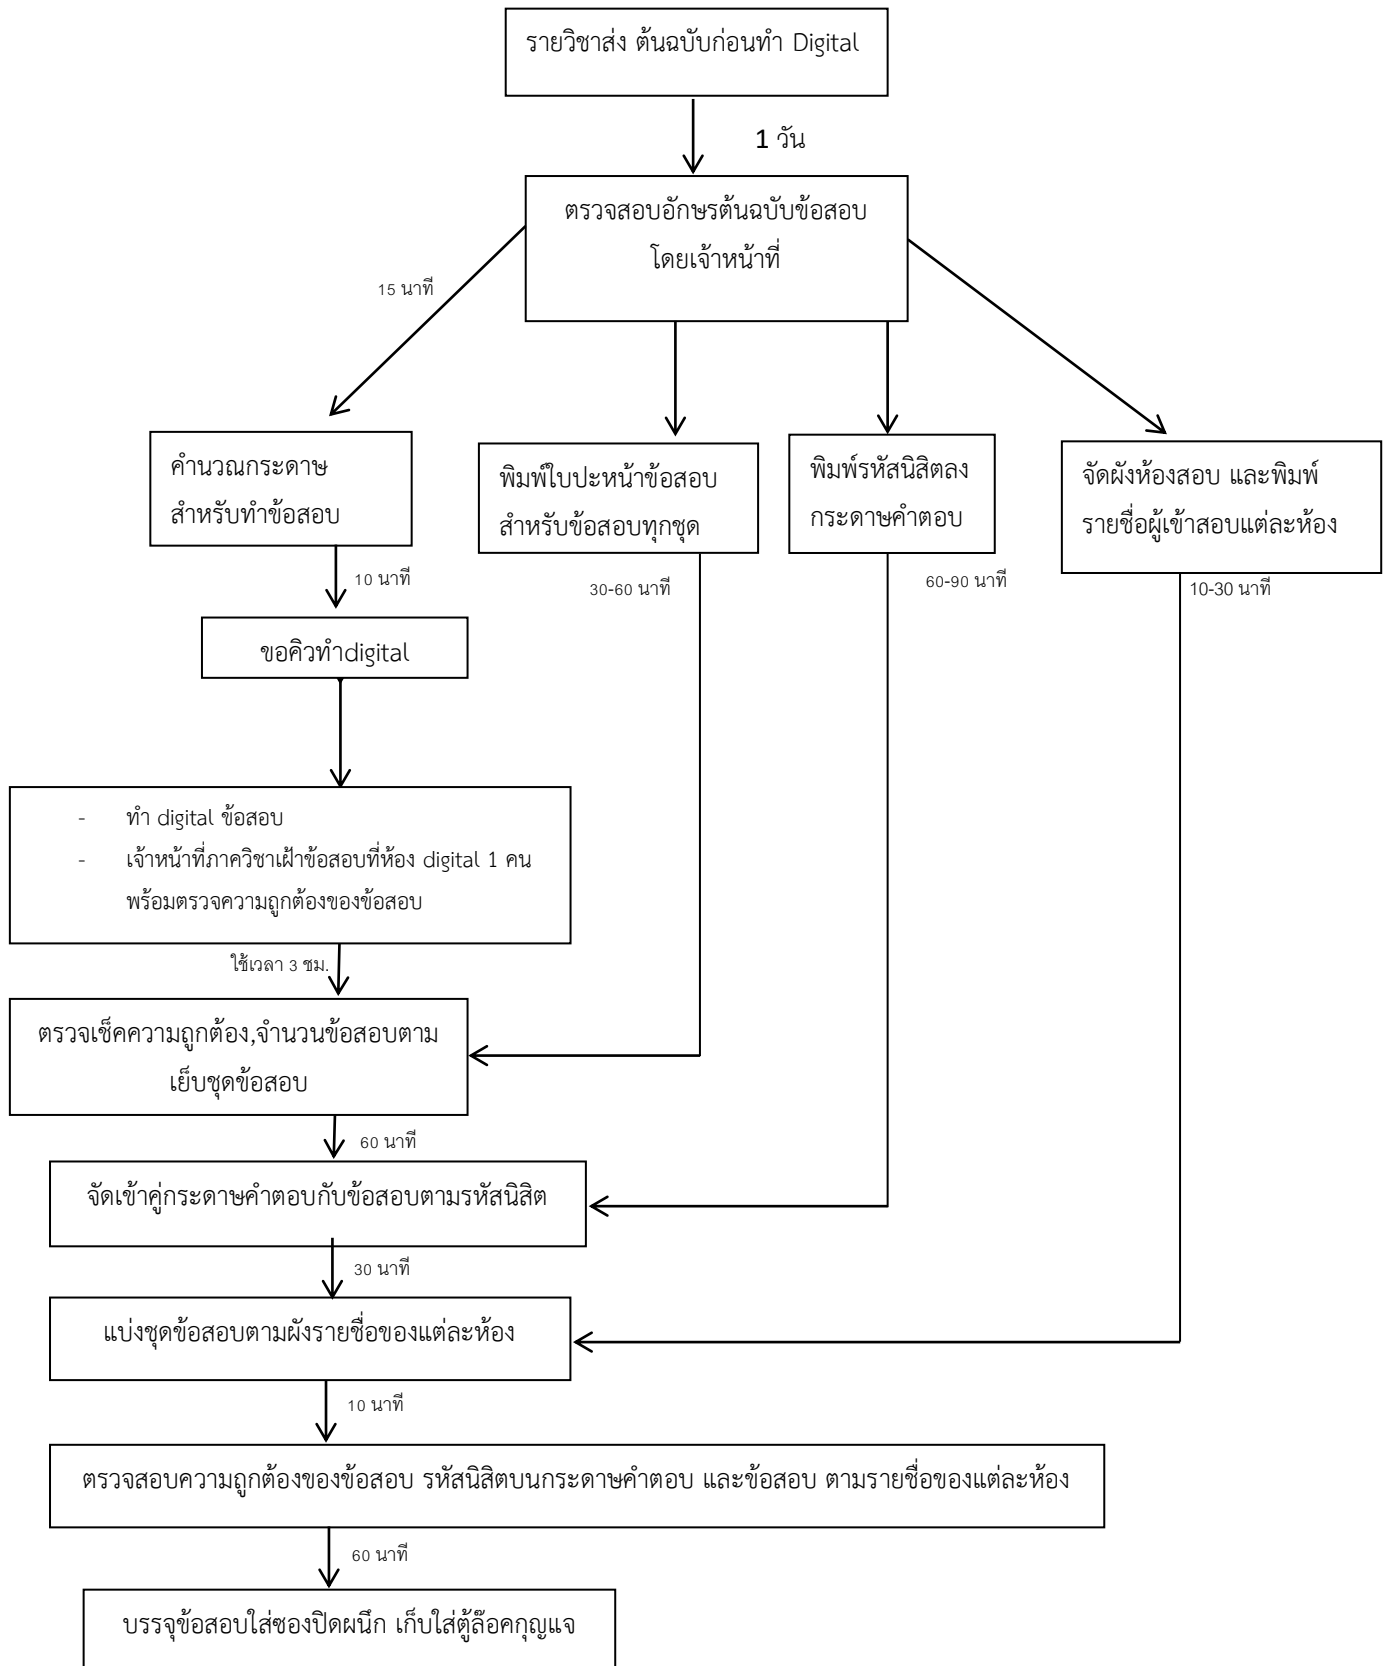 รายวิชาส่ง ต้นฉบับก่อนทำ Digital
1 วัน
ตรวจสอบอักษรต้นฉบับข้อสอบ
โดยเจ้าหน้าที่
15 นาที
คำนวณกระดาษ
สำหรับทำข้อสอบ
พิมพ์ใบปะหน้าข้อสอบ
สำหรับข้อสอบทุกชุด
พิมพ์รหัสนิสิตลง
กระดาษคำตอบ
จัดผังห้องสอบ และพิมพ์
รายชื่อผู้เข้าสอบแต่ละห้อง
10 นาที
30-60 นาที
60-90 นาที
10-30 นาที
ขอคิวทำdigital
- ทำ digital ข้อสอบ
- เจ้าหน้าที่ภาควิชาเฝ้าข้อสอบที่ห้อง digital 1 คน
พร้อมตรวจความถูกต้องของข้อสอบ
ใช้เวลา 3 ชม.
ตรวจเช็คความถูกต้อง,จำนวนข้อสอบตาม
เย็บชุดข้อสอบ
60 นาที
จัดเข้าคู่กระดาษคำตอบกับข้อสอบตามรหัสนิสิต
30 นาที
แบ่งชุดข้อสอบตามผังรายชื่อของแต่ละห้อง
10 นาที
ตรวจสอบความถูกต้องของข้อสอบ รหัสนิสิตบนกระดาษคำตอบ และข้อสอบ ตามรายชื่อของแต่ละห้อง
60 นาที
บรรจุข้อสอบใส่ซองปิดผนึก เก็บใส่ตู้ล๊อคกุญแจ